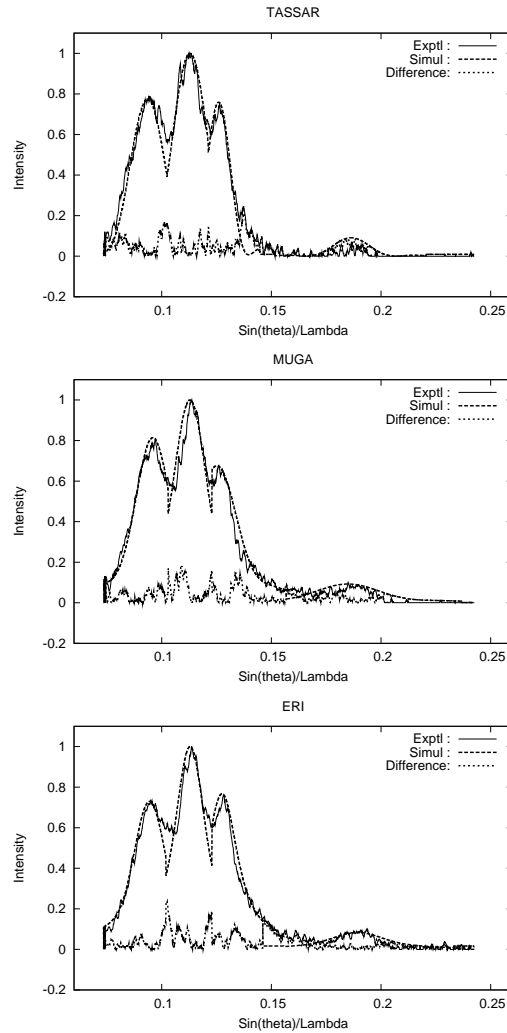 TASSAR
Exptl :
Simul :
Difference:
1
0.8
0.6
0.4
0.2
0
-0.2
Intensity
0.1
0.15
0.2
0.25
Sin(theta)/Lambda
MUGA
Exptl :
Simul :
Difference:
1
0.8
0.6
0.4
0.2
0
-0.2
Intensity
0.1
0.15
0.2
0.25
Sin(theta)/Lambda
ERI
Exptl :
Simul :
Difference:
1
0.8
0.6
0.4
0.2
0
-0.2
Intensity
0.1
0.15
0.2
0.25
Sin(theta)/Lambda